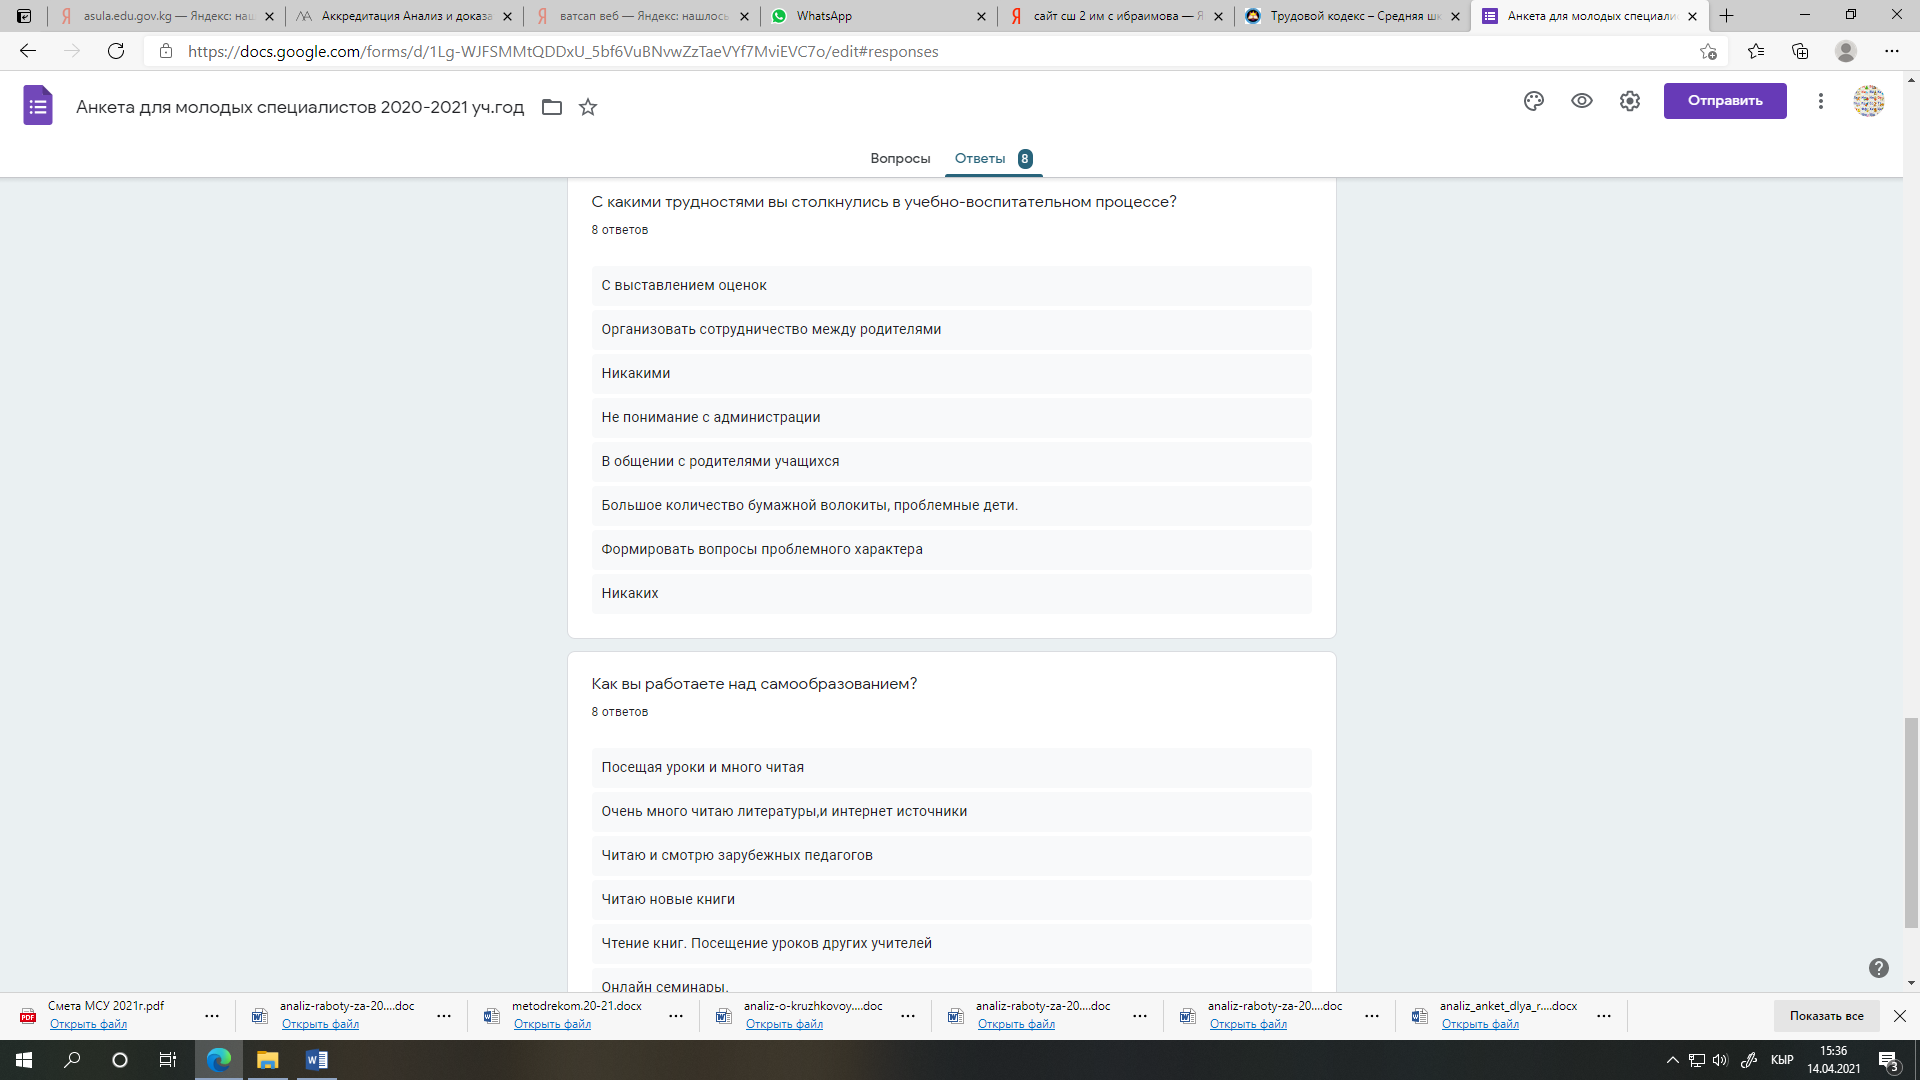 asula.edu.gov.kg — Яндекс: наш
Аккредитация Анализ и доказа
ватсап веб — Яндекс: нашлось
WhatsApp
сайт сш 2 им с ибраимова — Я
Трудовой кодекс – Средняя шк
Анкета для молодых специали
https://docs.google.com/forms/d/1Lg-WJFSMMtQDDxU_5bf6VuBNvwZzTaeVYf7MviEVC7o/edit#responses
Анкета для молодых специалистов 2020-2021 уч.год
Отправить
Вопросы
Ответы 8
С какими трудностями вы столкнулись в учебно-воспитательном процессе?
8 ответов
С выставлением оценок
Организовать сотрудничество между родителями
Никакими
Не понимание с администрации
В общении с родителями учащихся
Большое количество бумажной волокиты, проблемные дети.
Формировать вопросы проблемного характера
Никаких
Как вы работаете над самообразованием?
8 ответов
Посещая уроки и много читая
Очень много читаю литературы,и интернет источники
Читаю и смотрю зарубежных педагогов
Читаю новые книги
Чтение книг. Посещение уроков других учителей
Онлайн семинары.
Смета МСУ 2021г.pdf
Открыть файл
analiz-raboty-za-20....doc
Открыть файл
metodrekom.20-21.docx
Открыть файл
analiz-o-kruzhkovoy....doc
Открыть файл
analiz-raboty-za-20....doc
Открыть файл
analiz-raboty-za-20....doc
Открыть файл
analiz_anket_dlya_r....docx
Открыть файл
Показать все
КЫР
15:36
14.04.2021
3